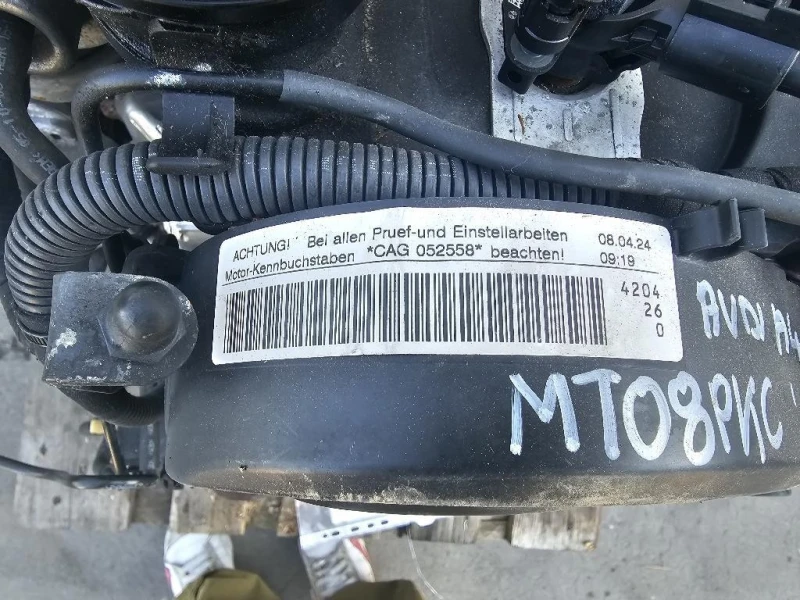 ACHTUNG! Bei allen Pruef-und Einstellarbeiten 08.04.24
Motor-Kennbuchstaben *CAG 052558* beachten! 09:19
4204
26
0
AVDI A4
MT08PKC